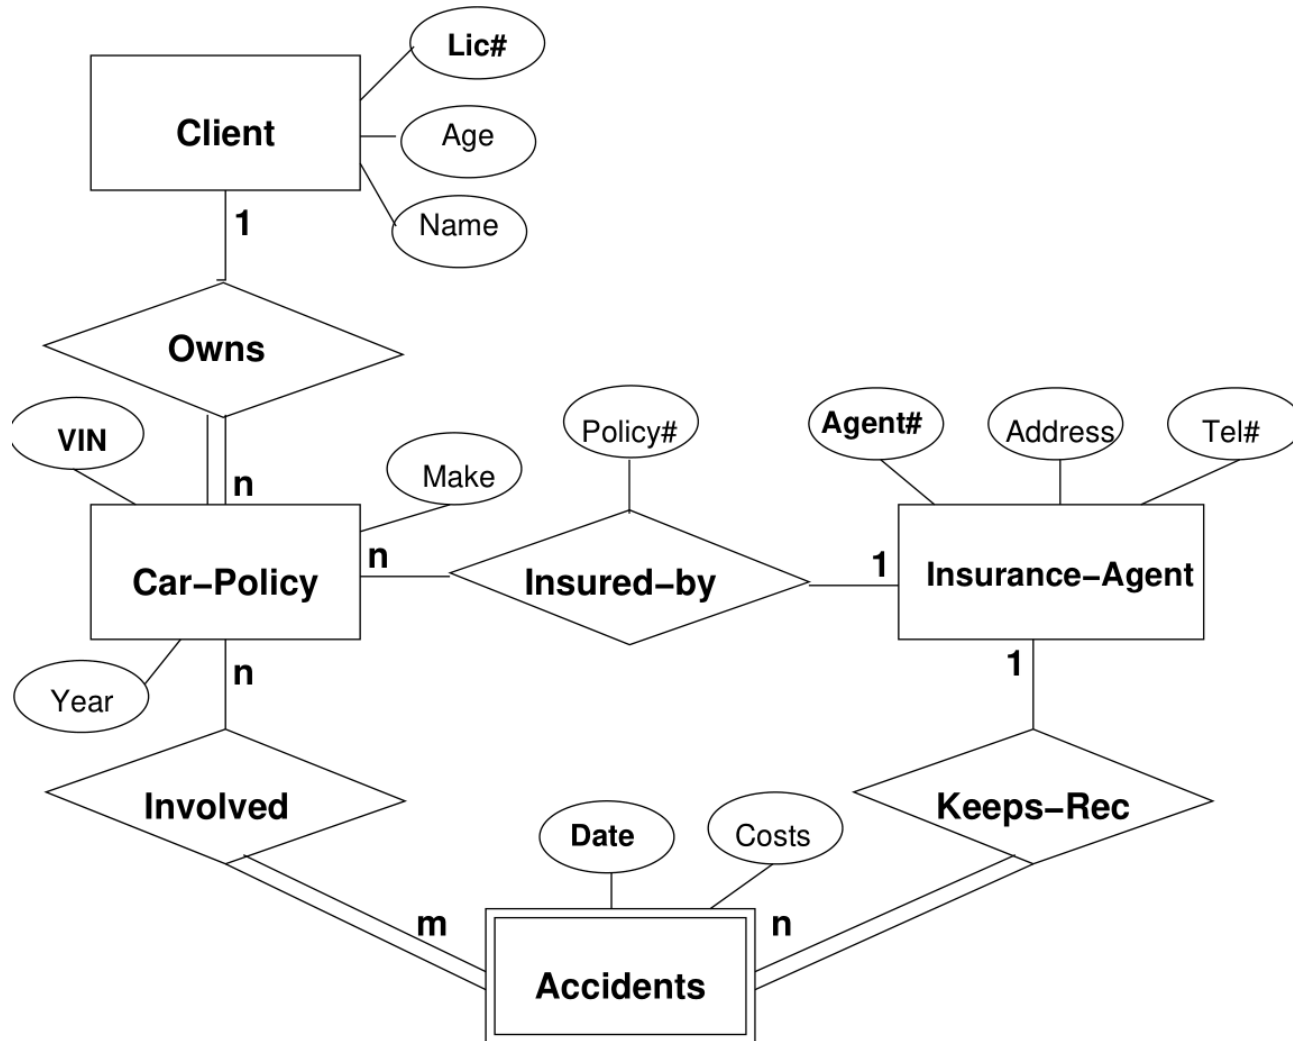 Lic#
Client
Age
Name
1
Owns
VIN
n
Make
Policy#
Agent#
Address
Tel#
Car-Policy
n
Insured-by
1
Insurance-Agent
Year
n
1
Involved
Keeps-Rec
Date
Costs
m
n
Accidents